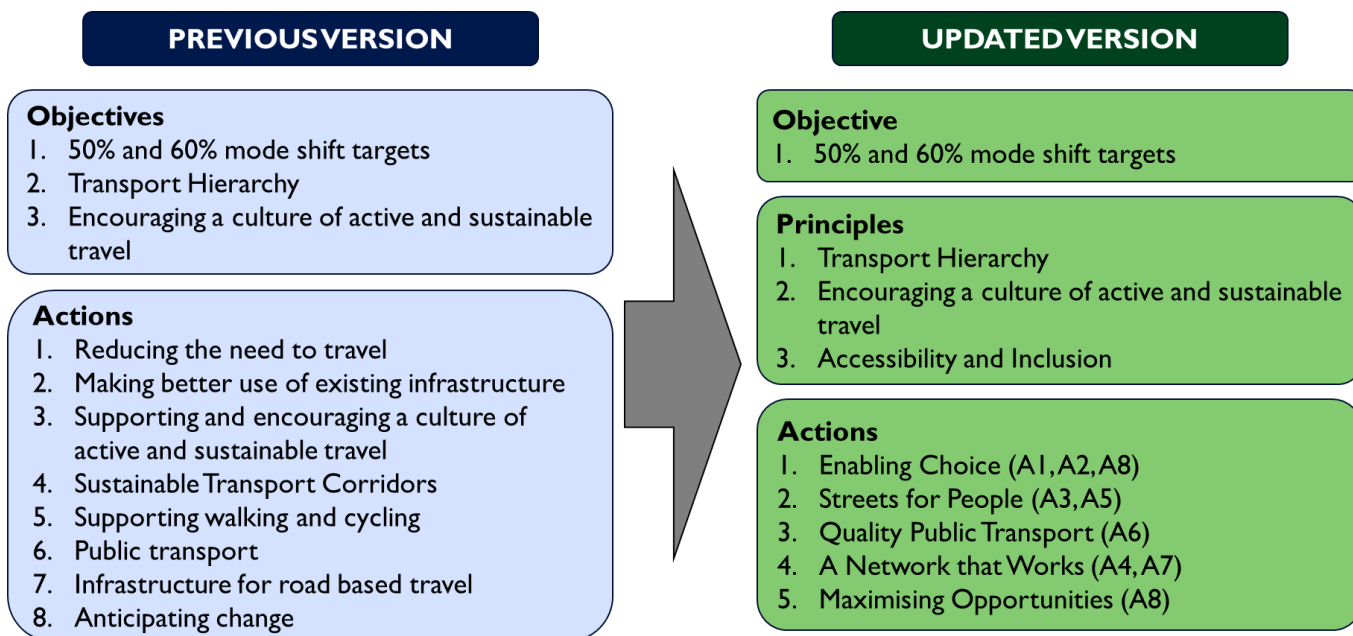 PREVIOUS VERSION
Objectives
1. 50% and 60% mode shift targets
2. Transport Hierarchy
3. Encouraging a culture of active and sustainable
travel
Actions
1. Reducing the need to travel
2. Making better use of existing infrastructure
3. Supporting and encouraging a culture of
active and sustainable travel
4. Sustainable Transport Corridors
5. Supporting walking and cycling
6. Public transport
7. Infrastructure for road based travel
8. Anticipating change
UPDATED VERSION
Objective
1. 50% and 60% mode shift targets
Principles
1. Transport Hierarchy
2. Encouraging a culture of active and sustainable
travel
3. Accessibility and Inclusion
Actions
1. Enabling Choice (A1, A2, A8)
2. Streets for People (A3, A5)
3. Quality Public Transport (A6)
4. A Network that Works (A4, A7)
5. Maximising Opportunities (A8)